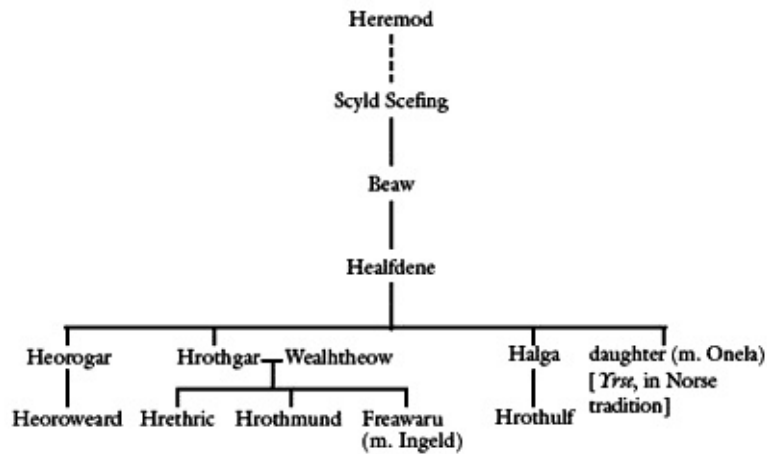 Heremod
Scyld Scefing
Beaw
Healfdene
Heorogar Hrothgar Wealhtheow Halga daughter (m. Onela)
[Yrse, in Norse
tradition]
Heoroweard Hrethric Hrothmund Freawaru Hrothulf
(m. Ingeld)